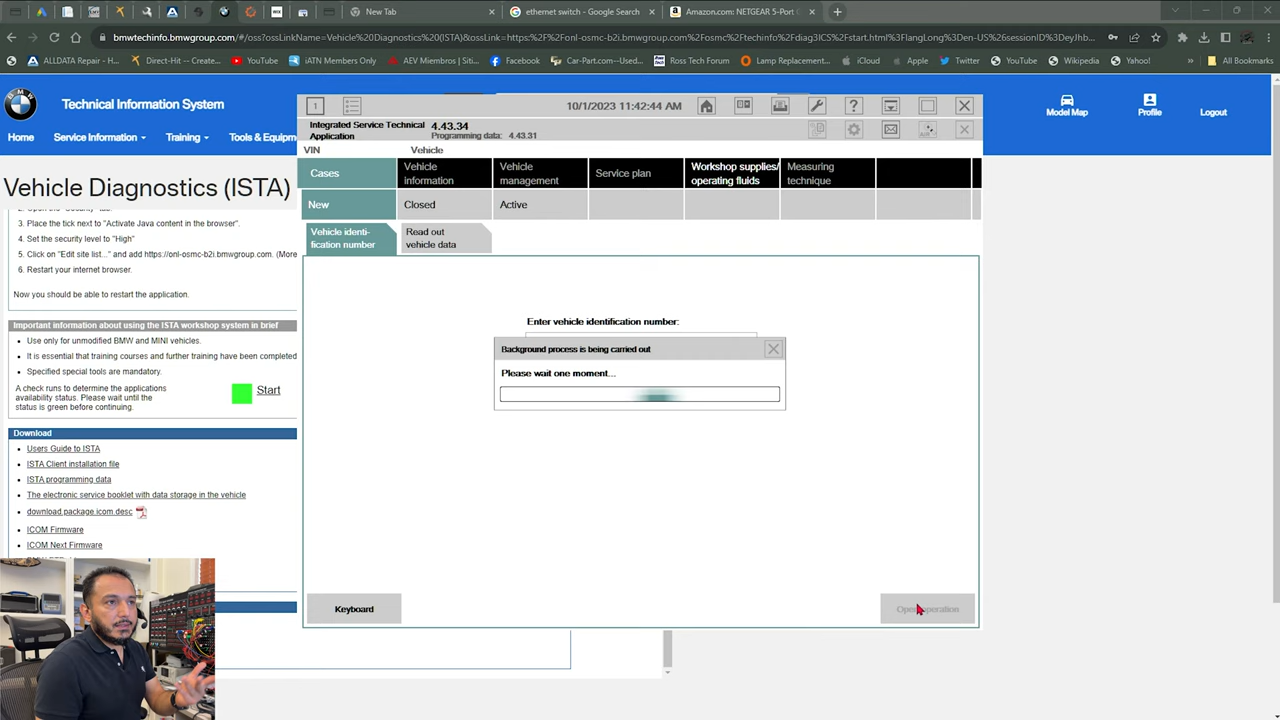 New Tab
ethernet switch - Google Search
Amazon.com: NETGEAR 5-Port
bmwtechinfo.bmwgroup.com/#/oss?ossLinkName=Vehicle%20Diagnostics%20(ISTA)&ossLink=https:%2F%2Fonl-osmc-b2i.bmwgroup.com%2Fosmc%2Ftechinfo%2Fdiag3ICS%2Fstart.html%3FlangLong%3Den-US%26sessionID%3DeyJhb...
ALLDATA Repair - H...
Direct-Hit -- Create...
YouTube
iATN Members Only
AEV Miembros | Siti...
Facebook
Car-Part.com--Used...
Ross Tech Forum
Lamp Replacement...
iCloud
Apple
Twitter
YouTube
Wikipedia
Yahoo!
All Bookmarks
Technical Information System
Model Map
Profile
Logout
Home
Service Information
Training
Tools & Equipm
Vehicle Diagnostics (ISTA)
3. Place the tick next to "Activate Java content in the browser".
4. Set the security level to "High"
5. Click on "Edit site list..." and add https://onl-osmc-b2i.bmwgroup.com. (More
6. Restart your internet browser.
Now you should be able to restart the application.
Important information about using the ISTA workshop system in brief
Use only for unmodified BMW and MINI vehicles.
It is essential that training courses and further training have been completed
Specified special tools are mandatory.
A check runs to determine the applications
availability status. Please wait until the
status is green before continuing.
Start
Download
Users Guide to ISTA
ISTA Client installation file
ISTA programming data
The electronic service booklet with data storage in the vehicle
download.package.icom.desc
ICOM Firmware
ICOM Next Firmware
1
10/1/2023 11:42:44 AM
Integrated Service Technical
Application
4.43.34
Programming data: 4.43.31
VIN
Vehicle
Cases
Vehicle
information
Vehicle
management
Service plan
Workshop supplies/
operating fluids
Measuring
technique
New
Closed
Active
Vehicle identi-
fication number
Read out
vehicle data
Enter vehicle identification number:
Background process is being carried out
Please wait one moment...
Keyboard